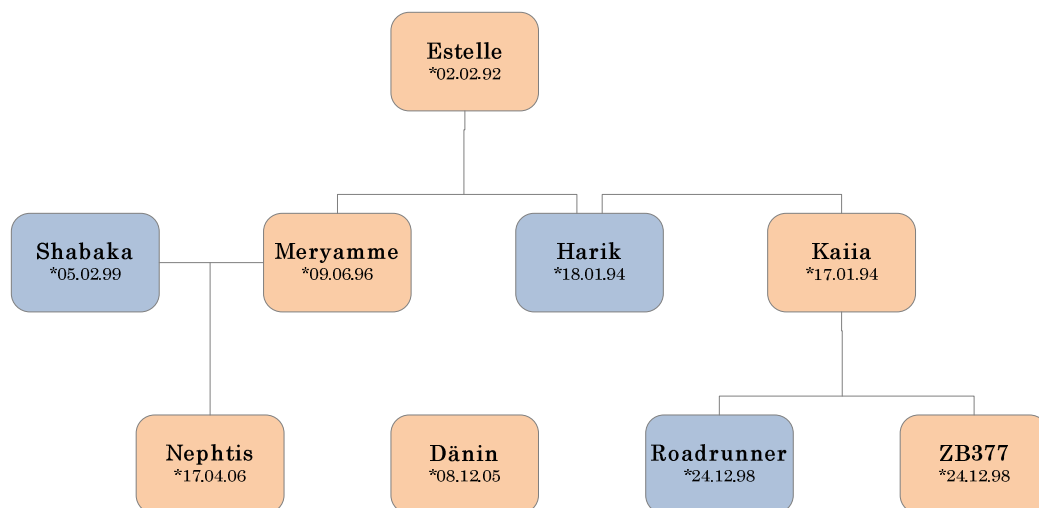 Estelle
*02.02.92
Shabaka
*05.02.99
Meryamme
*09.06.96
Harik
*18.01.94
Kaiia
*17.01.94
Nephtis
*17.04.06
Dänin
*08.12.05
Roadrunner
*24.12.98
ZB377
*24.12.98